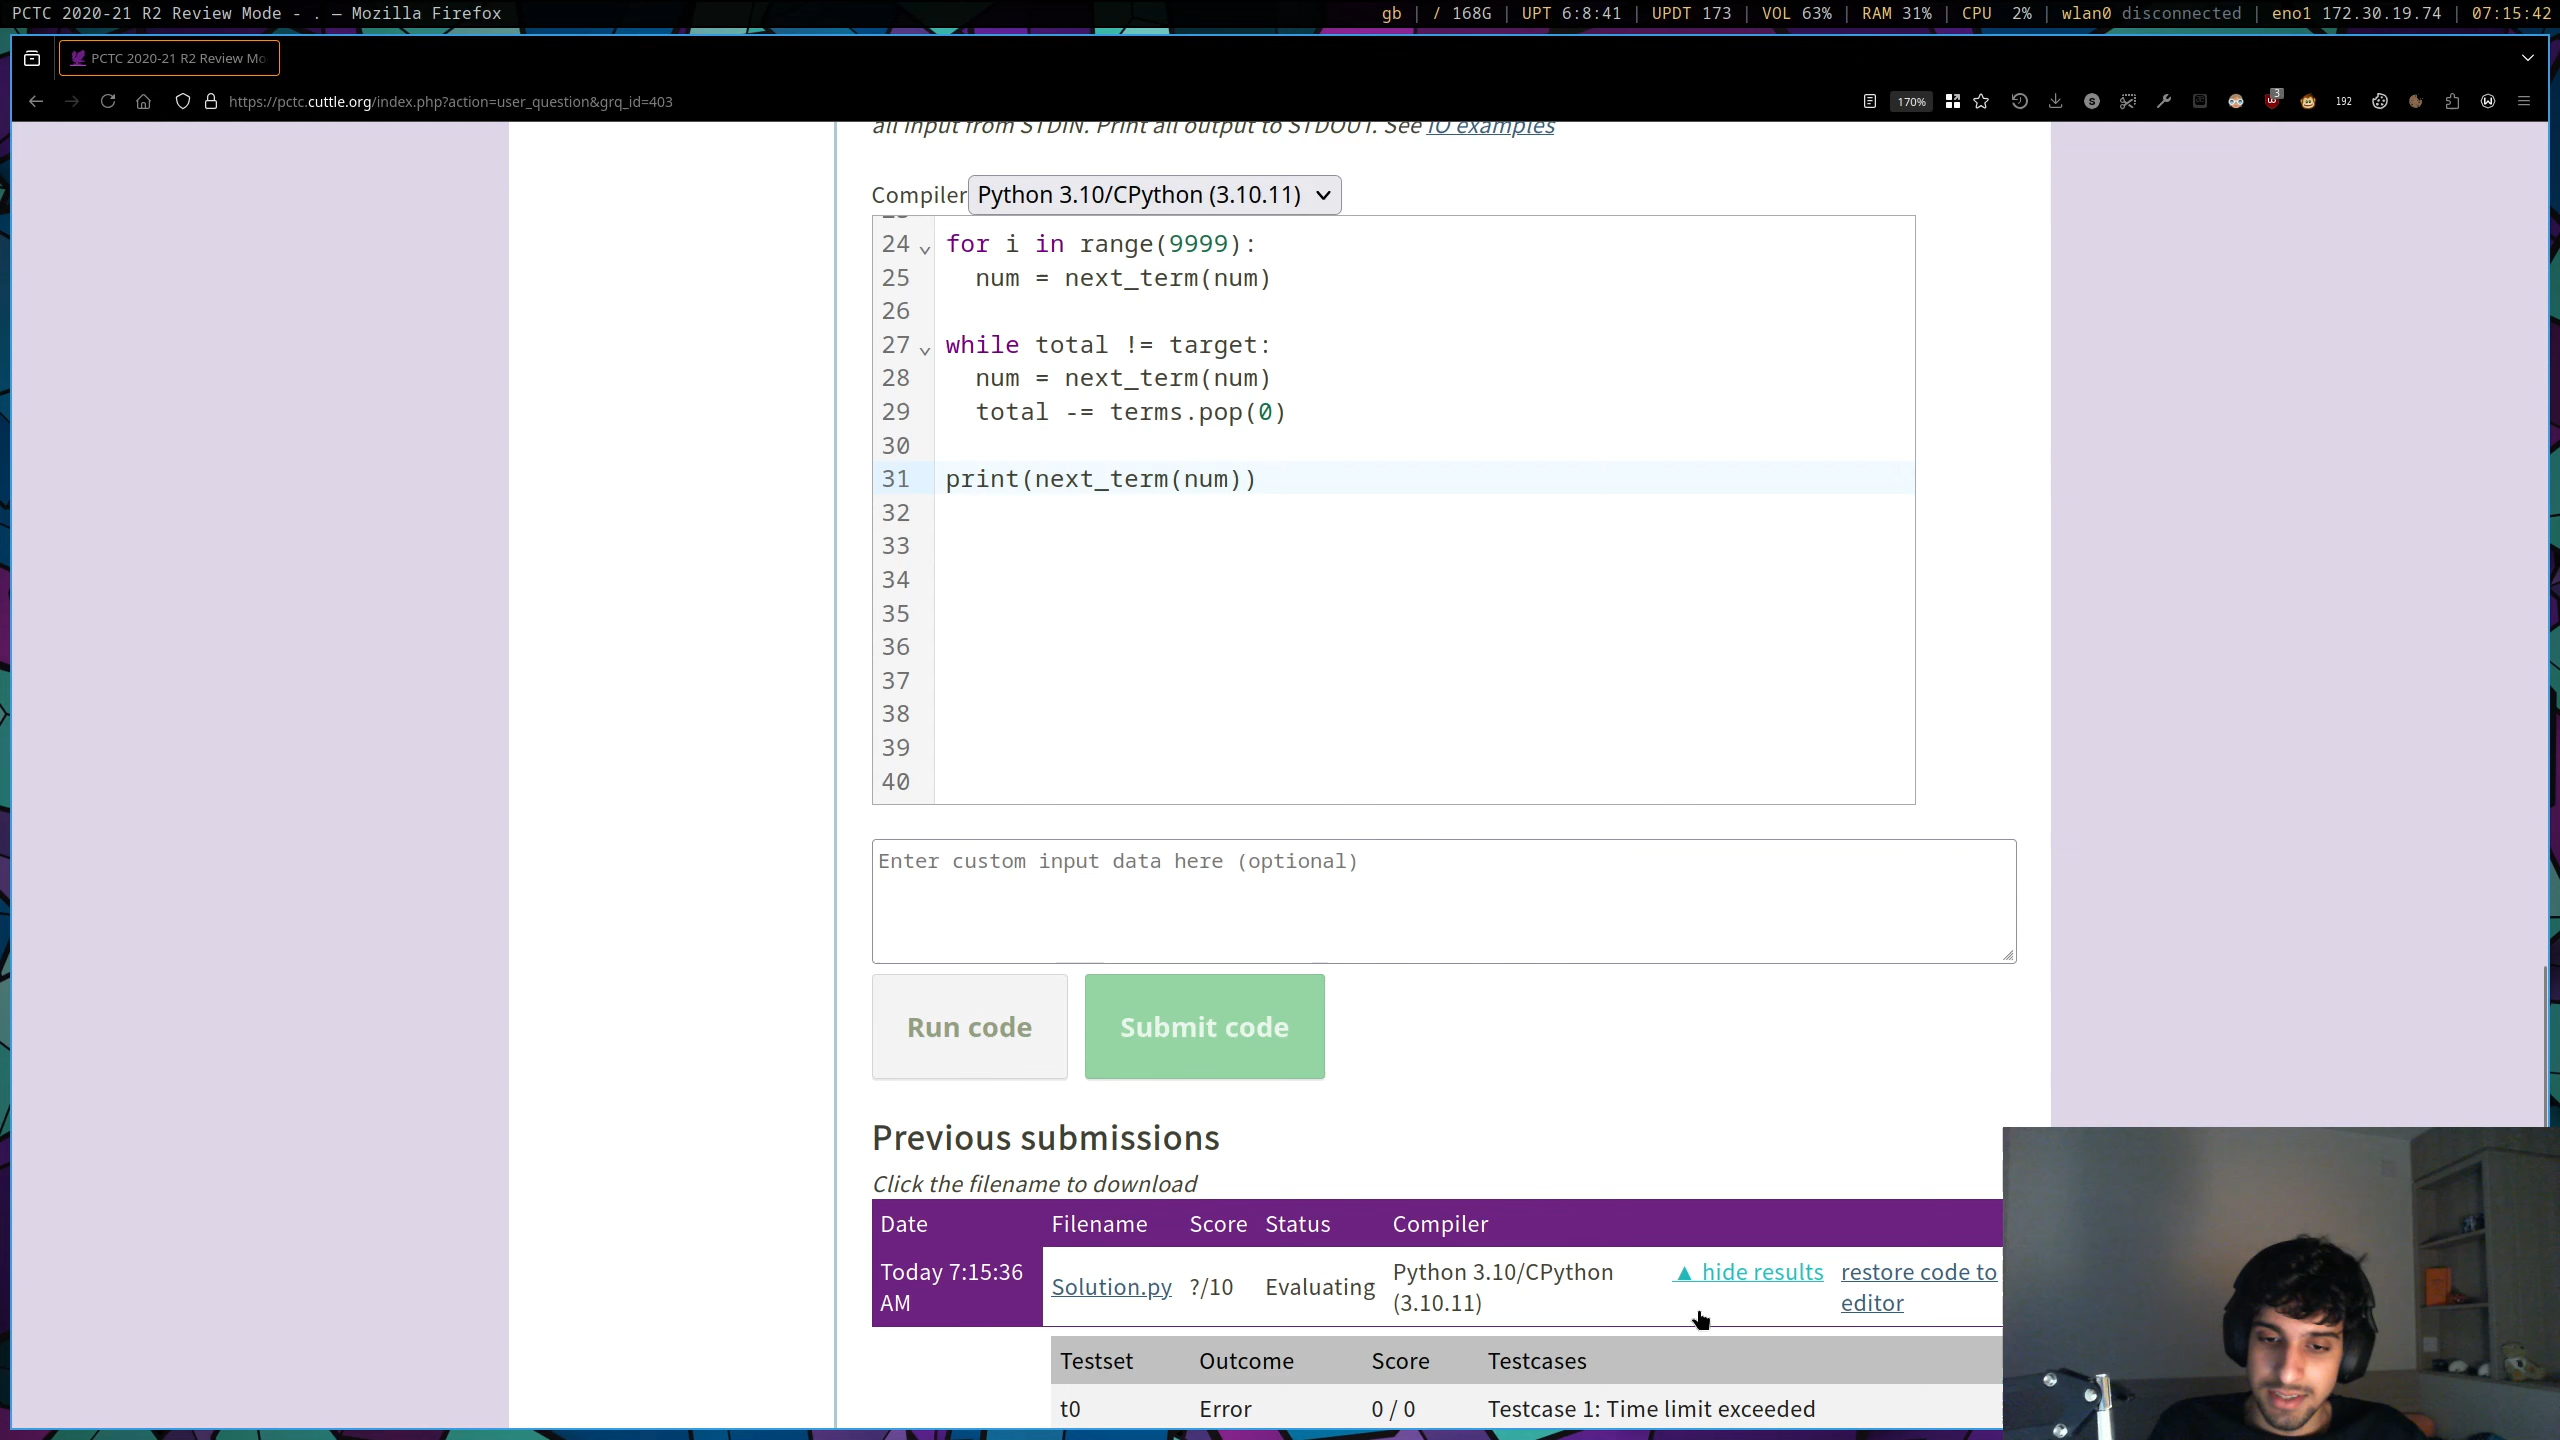 PCTC 2020-21 R2 Review Mode - . — Mozilla Firefox
gb | / 168G | UPT 6:8:41 | UPDT 173 | VOL 63% | RAM 31% | CPU 2% | wlan0 disconnected | eno1 172.30.19.74 | 07:15:42
PCTC 2020-21 R2 Review Mo
https://pctc.cuttle.org/index.php?action=user_question&grq_id=403
170%
3
192
all input from STDIN. Print all output to STDOUT. See IO examples
Compiler Python 3.10/CPython (3.10.11)
24 for i in range(9999):
25 num = next_term(num)
26
27 while total != target:
28 num = next_term(num)
29 total -= terms.pop(0)
30
31 print(next_term(num))
32
33
34
35
36
37
38
39
40
Enter custom input data here (optional)
Run code
Submit code
Previous submissions
Click the filename to download
Date Filename Score Status Compiler
Today 7:15:36 AM
Solution.py ?/10 Evaluating
Python 3.10/CPython (3.10.11)
▲ hide results
restore code to editor
Testset Outcome Score Testcases
t0 Error 0 / 0 Testcase 1: Time limit exceeded